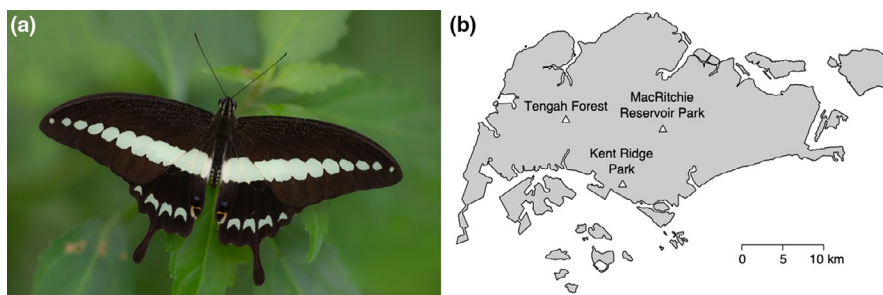 (a)
(b)
Tengah Forest
MacRitchie
Reservoir Park
Kent Ridge
Park
0 5 10 km